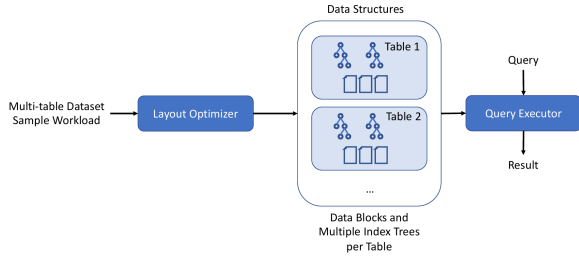 Data Structures
Table 1
Query
Multi-table Dataset
Sample Workload
Layout Optimizer
Table 2
Query Executor
Result
...
Data Blocks and
Multiple Index Trees
per Table